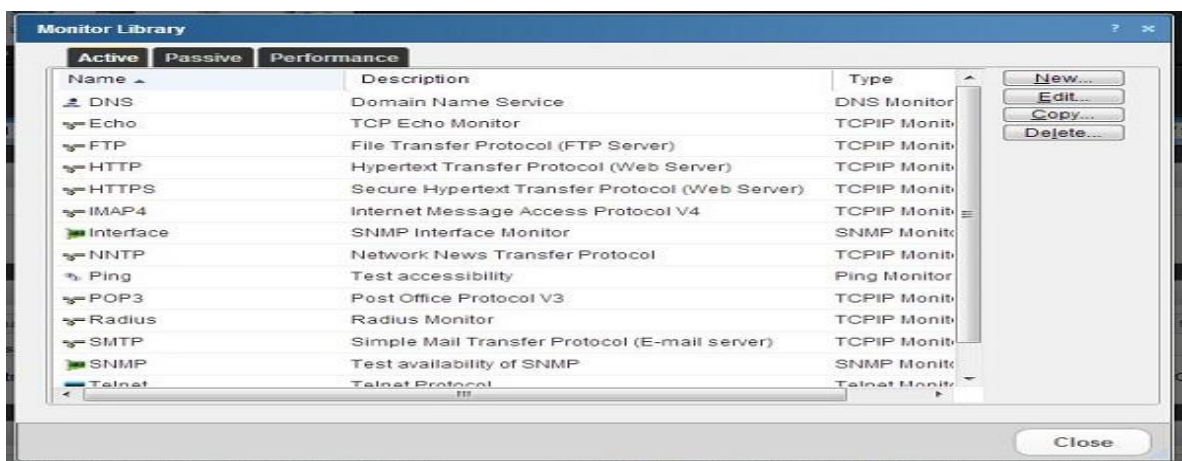 Monitor Library
Active Passive Performance
Name Description Type
DNS Domain Name Service DNS Monitor
Echo TCP Echo Monitor TCPIP Monit
FTP File Transfer Protocol (FTP Server) TCPIP Monit
HTTP Hypertext Transfer Protocol (Web Server) TCPIP Monit
HTTPS Secure Hypertext Transfer Protocol (Web Server) TCPIP Monit
IMAP4 Internet Message Access Protocol V4 TCPIP Monit
Interface SNMP Interface Monitor SNMP Monito
NNTP Network News Transfer Protocol TCPIP Monit
Ping Test accessibility Ping Monitor
POP3 Post Office Protocol V3 TCPIP Monit
Radius Radius Monitor TCPIP Monit
SMTP Simple Mail Transfer Protocol (E-mail server) TCPIP Monit
SNMP Test availability of SNMP SNMP Monito
Telnet Telnet Protocol Telnet Monito
New...
Edit...
Copy...
Delete...
Close